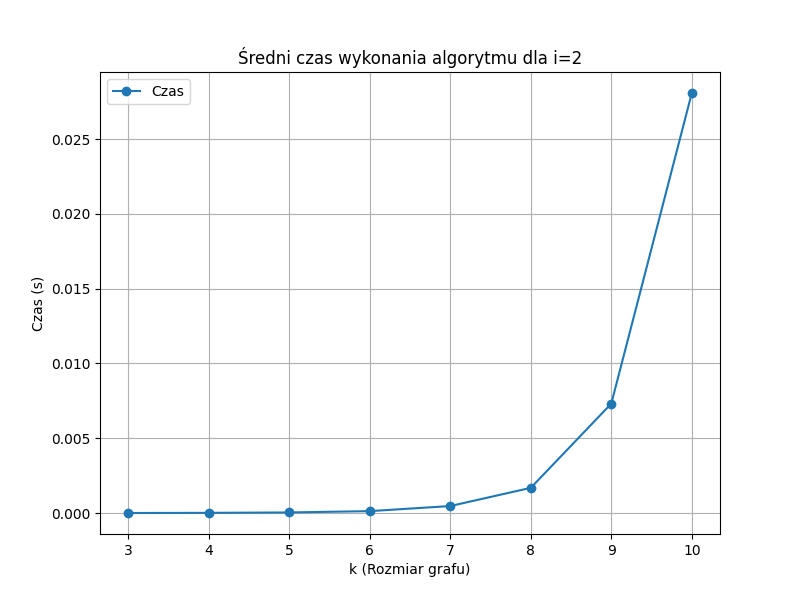 Średni czas wykonania algorytmu dla i=2
Czas
0.025
0.020
0.015
0.010
0.005
0.000
Czas (s)
3 4 5 6 7 8 9 10
k (Rozmiar grafu)